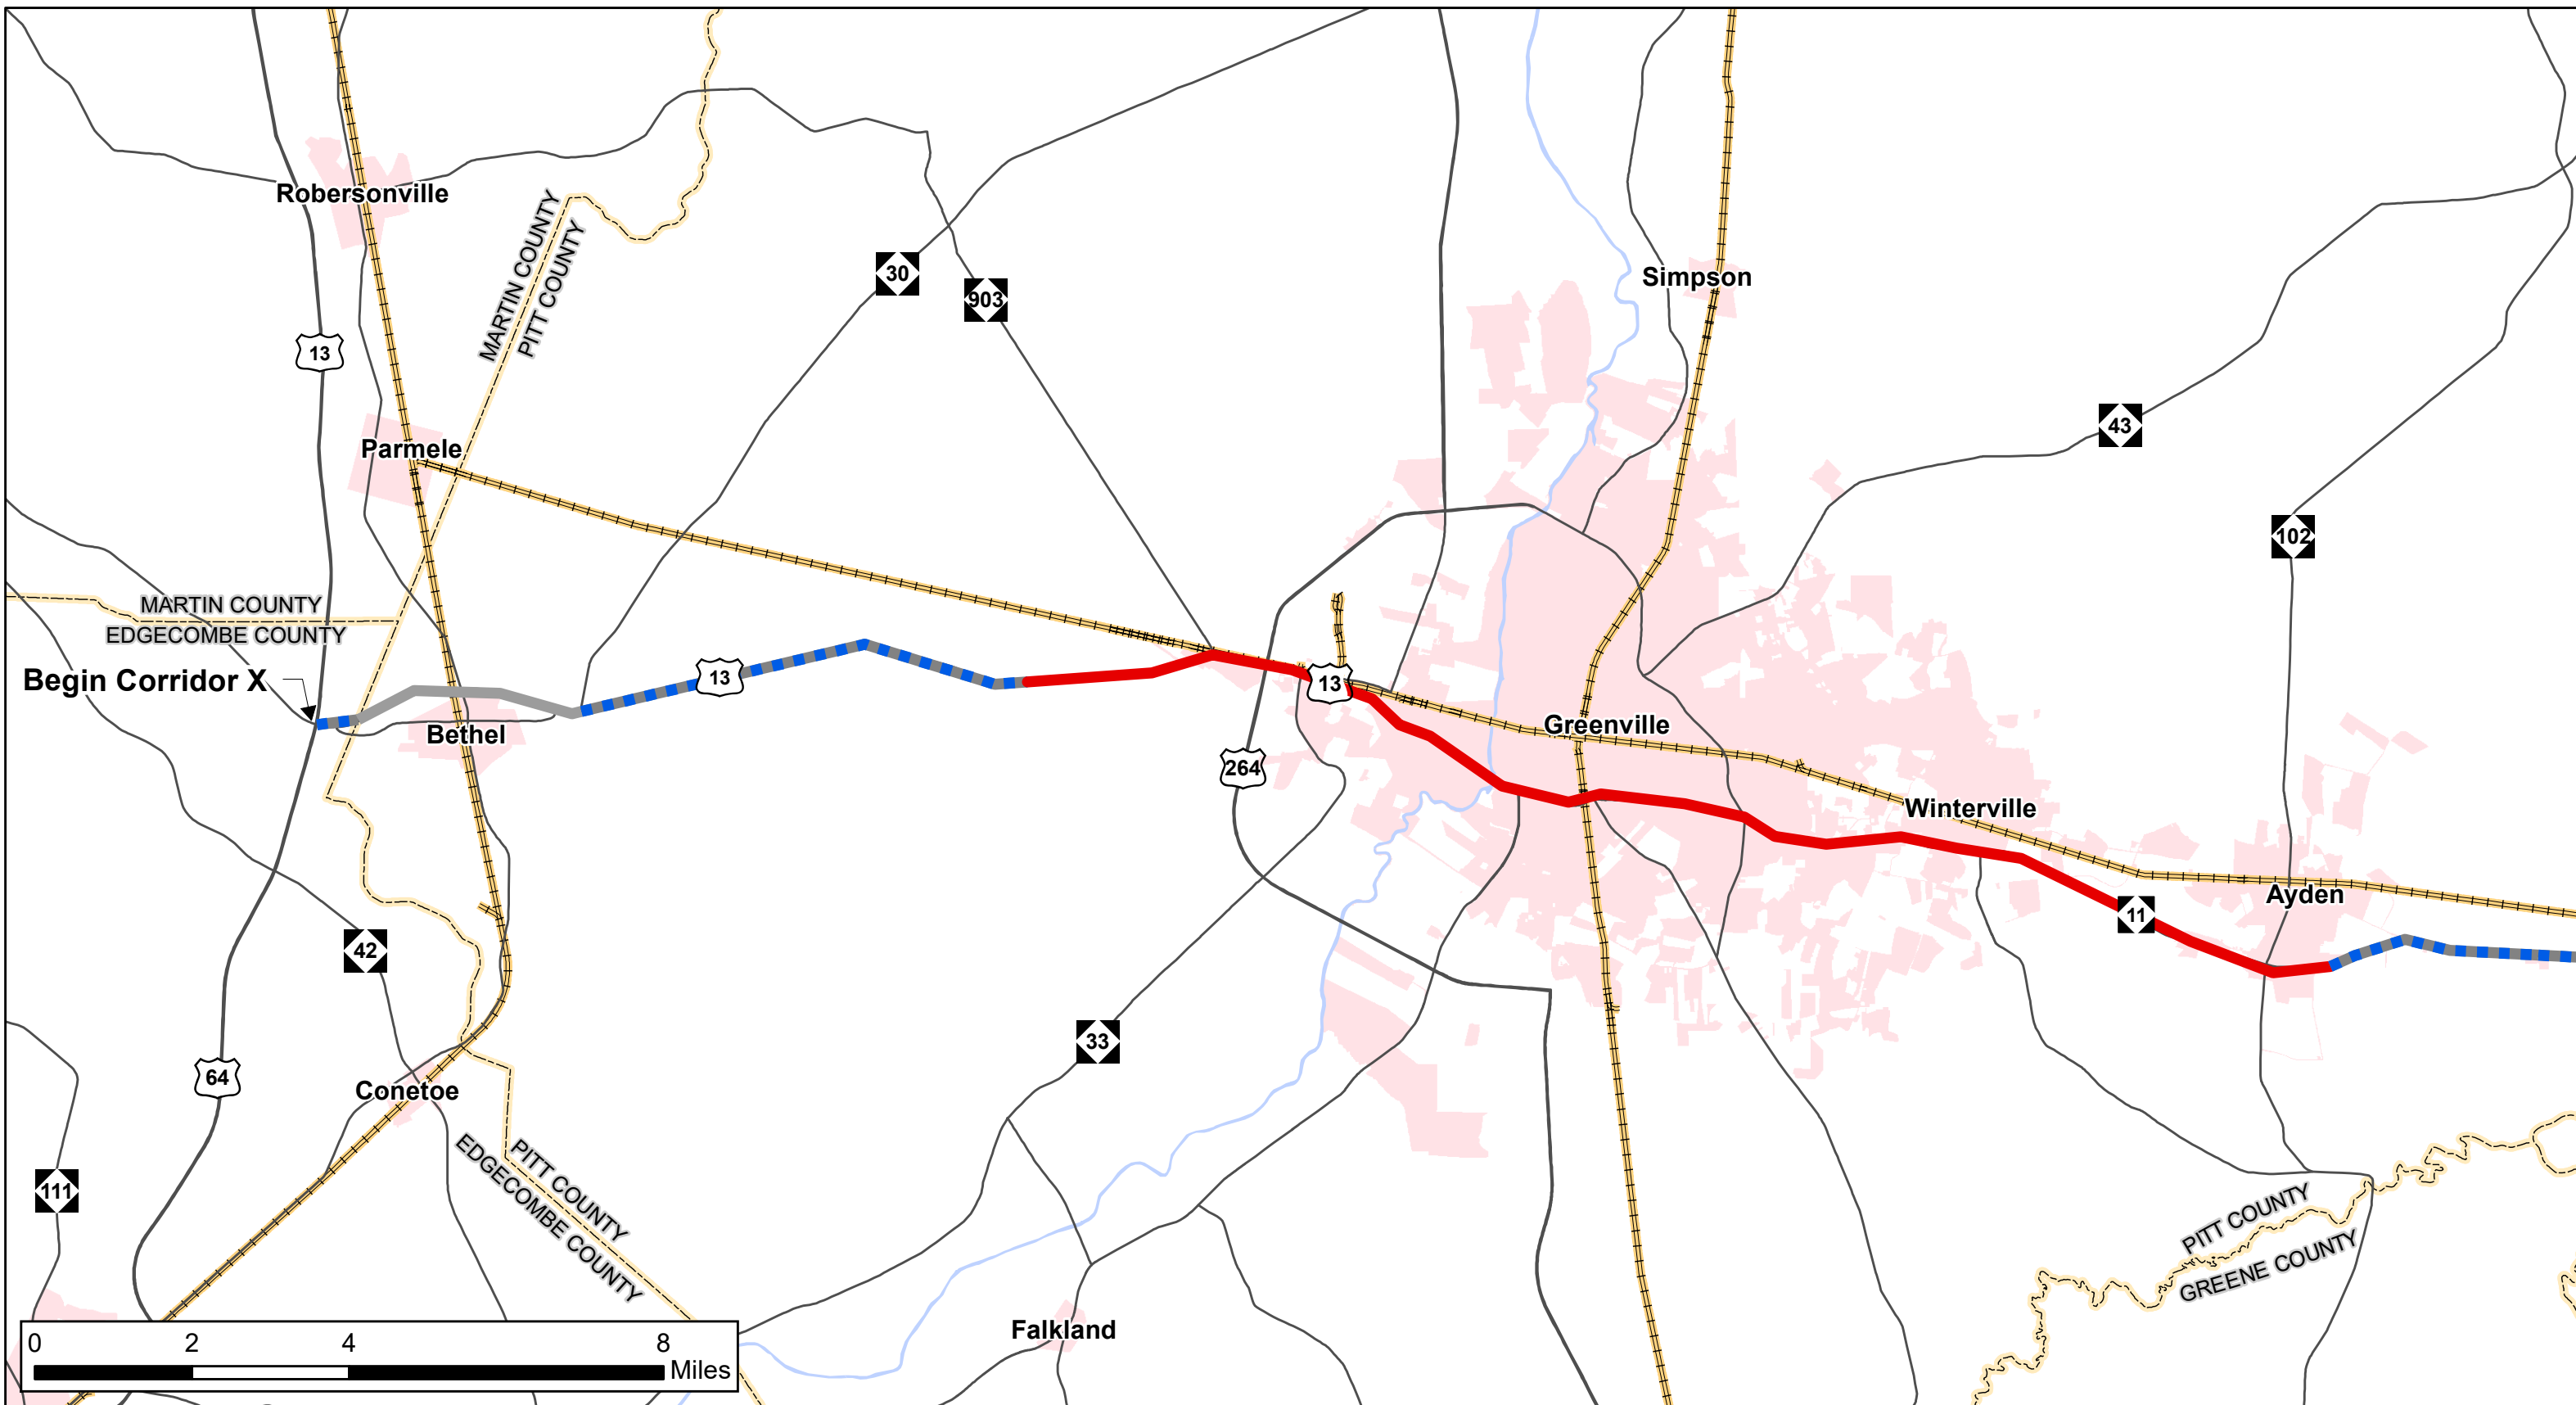 Robersonville
MARTIN COUNTY
PITT COUNTY
30
903
Simpson
13
43
Parmele
102
MARTIN COUNTY
EDGECOMBE COUNTY
Begin Corridor X
13
13
Bethel
Greenville
264
Winterville
Ayden
11
42
33
64
Conetoe
111
PITT COUNTY
EDGECOMBE COUNTY
PITT COUNTY
GREENE COUNTY
Falkland
0 2 4 8
Miles